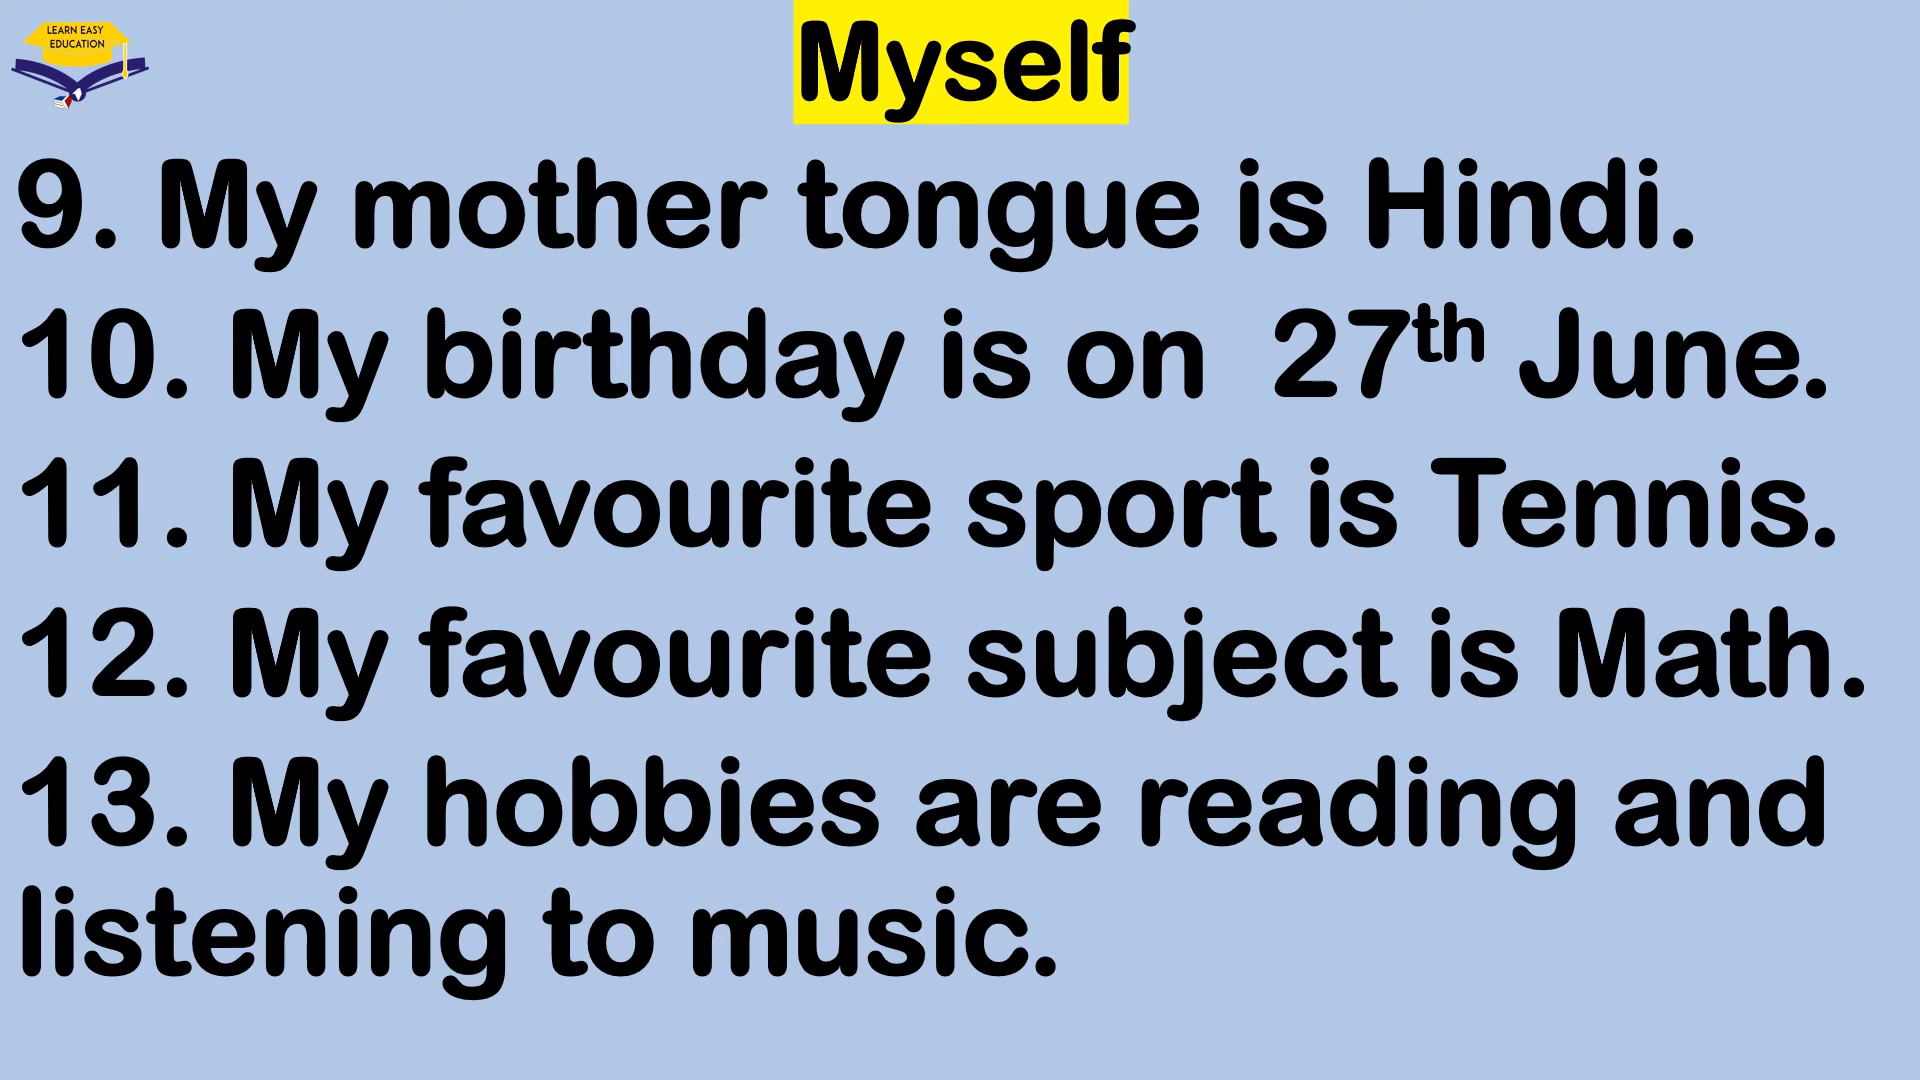 LEARN EASY
EDUCATION
Myself
9. My mother tongue is Hindi.
10. My birthday is on  27th June.
11. My favourite sport is Tennis.
12. My favourite subject is Math.
13. My hobbies are reading and
listening to music.